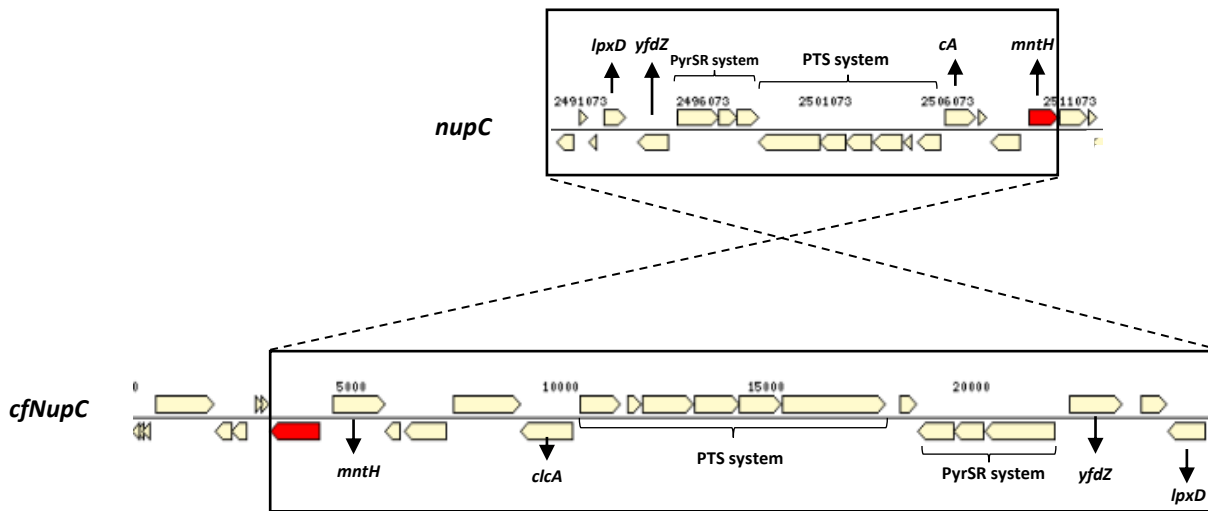 lpxD yfdZ PyrSR system PTS system cA mntH
2491073 2496073 2501073 2506073 2511073
nupC
5000 10000 15000 20000
cfNupC
mntH clcA PTS system PyrSR system yfdZ lpxD